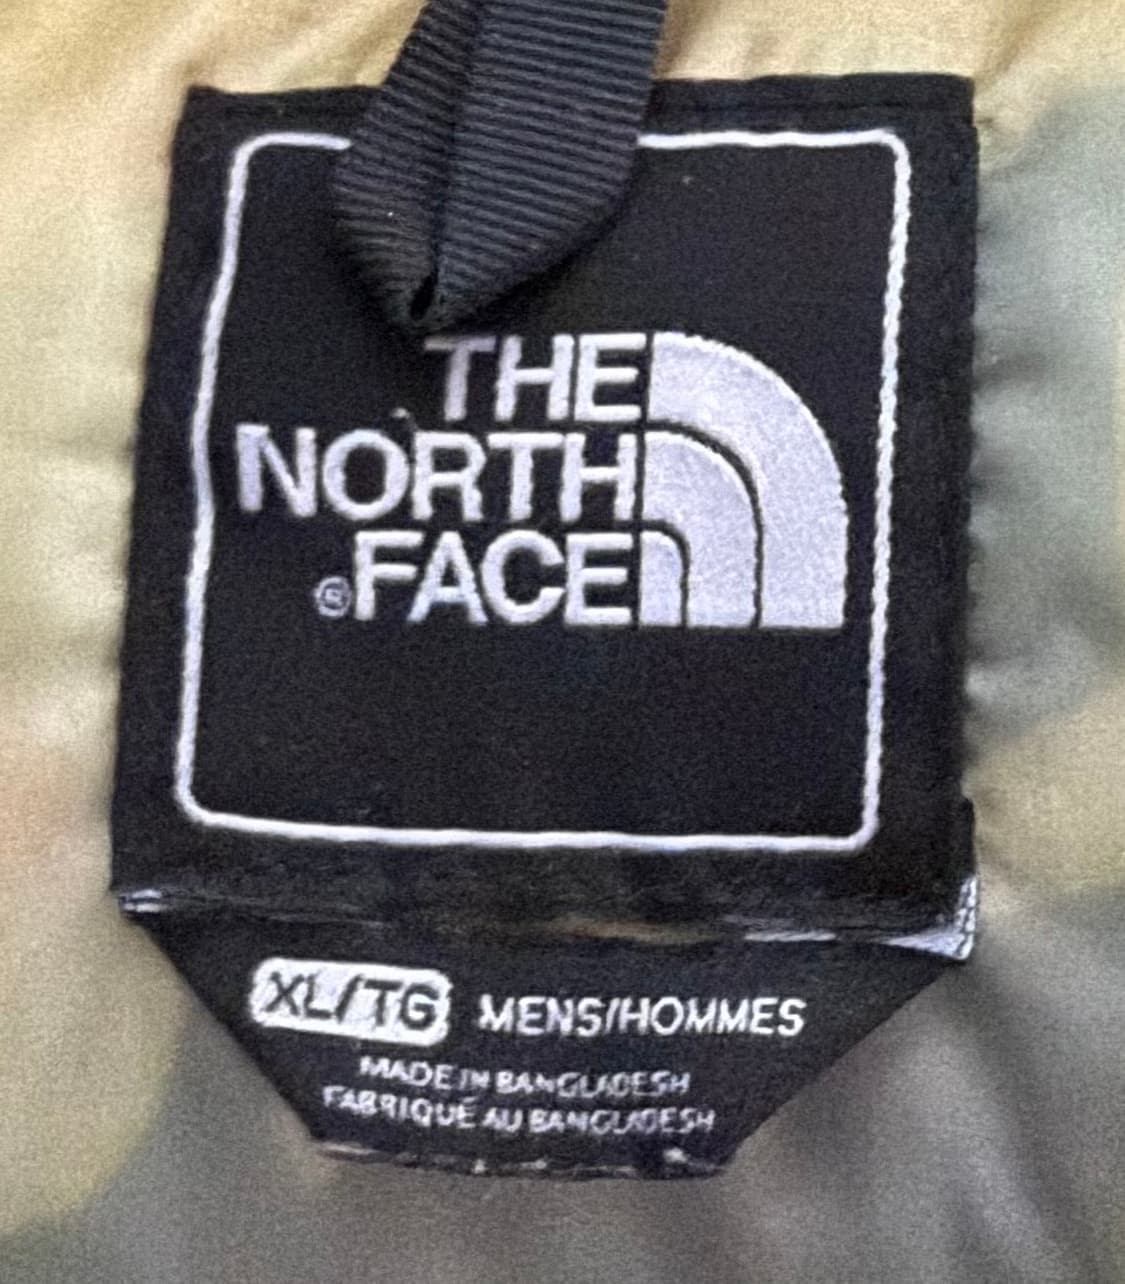 THE
NORTH
®FACE
XL/TG MENS/HOMMES
MADE IN BANGLADESH
FABRIQUÉ AU BANGLADESH